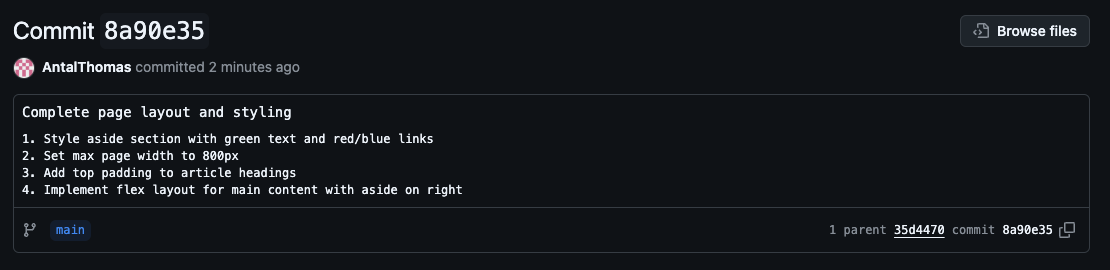 Commit 8a90e35
Browse files
AntalThomas committed 2 minutes ago
Complete page layout and styling
1. Style aside section with green text and red/blue links
2. Set max page width to 800px
3. Add top padding to article headings
4. Implement flex layout for main content with aside on right
main
1 parent 35d4470 commit 8a90e35